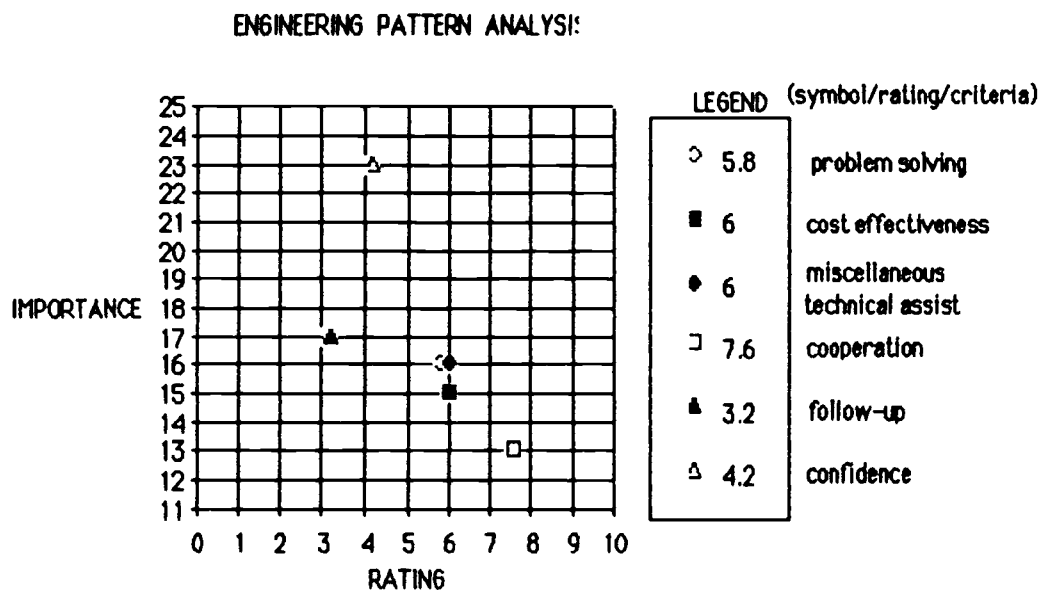 ENGINEERING PATTERN ANALYSI:
LEGEND (symbol/rating/criteria)
25
24
23
22
21
20
19
18
17
16
15
14
13
12
11
IMPORTANCE
0 1 2 3 4 5 6 7 8 9 10
RATING
5.8 problem solving
6 cost effectiveness
6 miscellaneous
technical assist
7.6 cooperation
3.2 follow-up
4.2 confidence